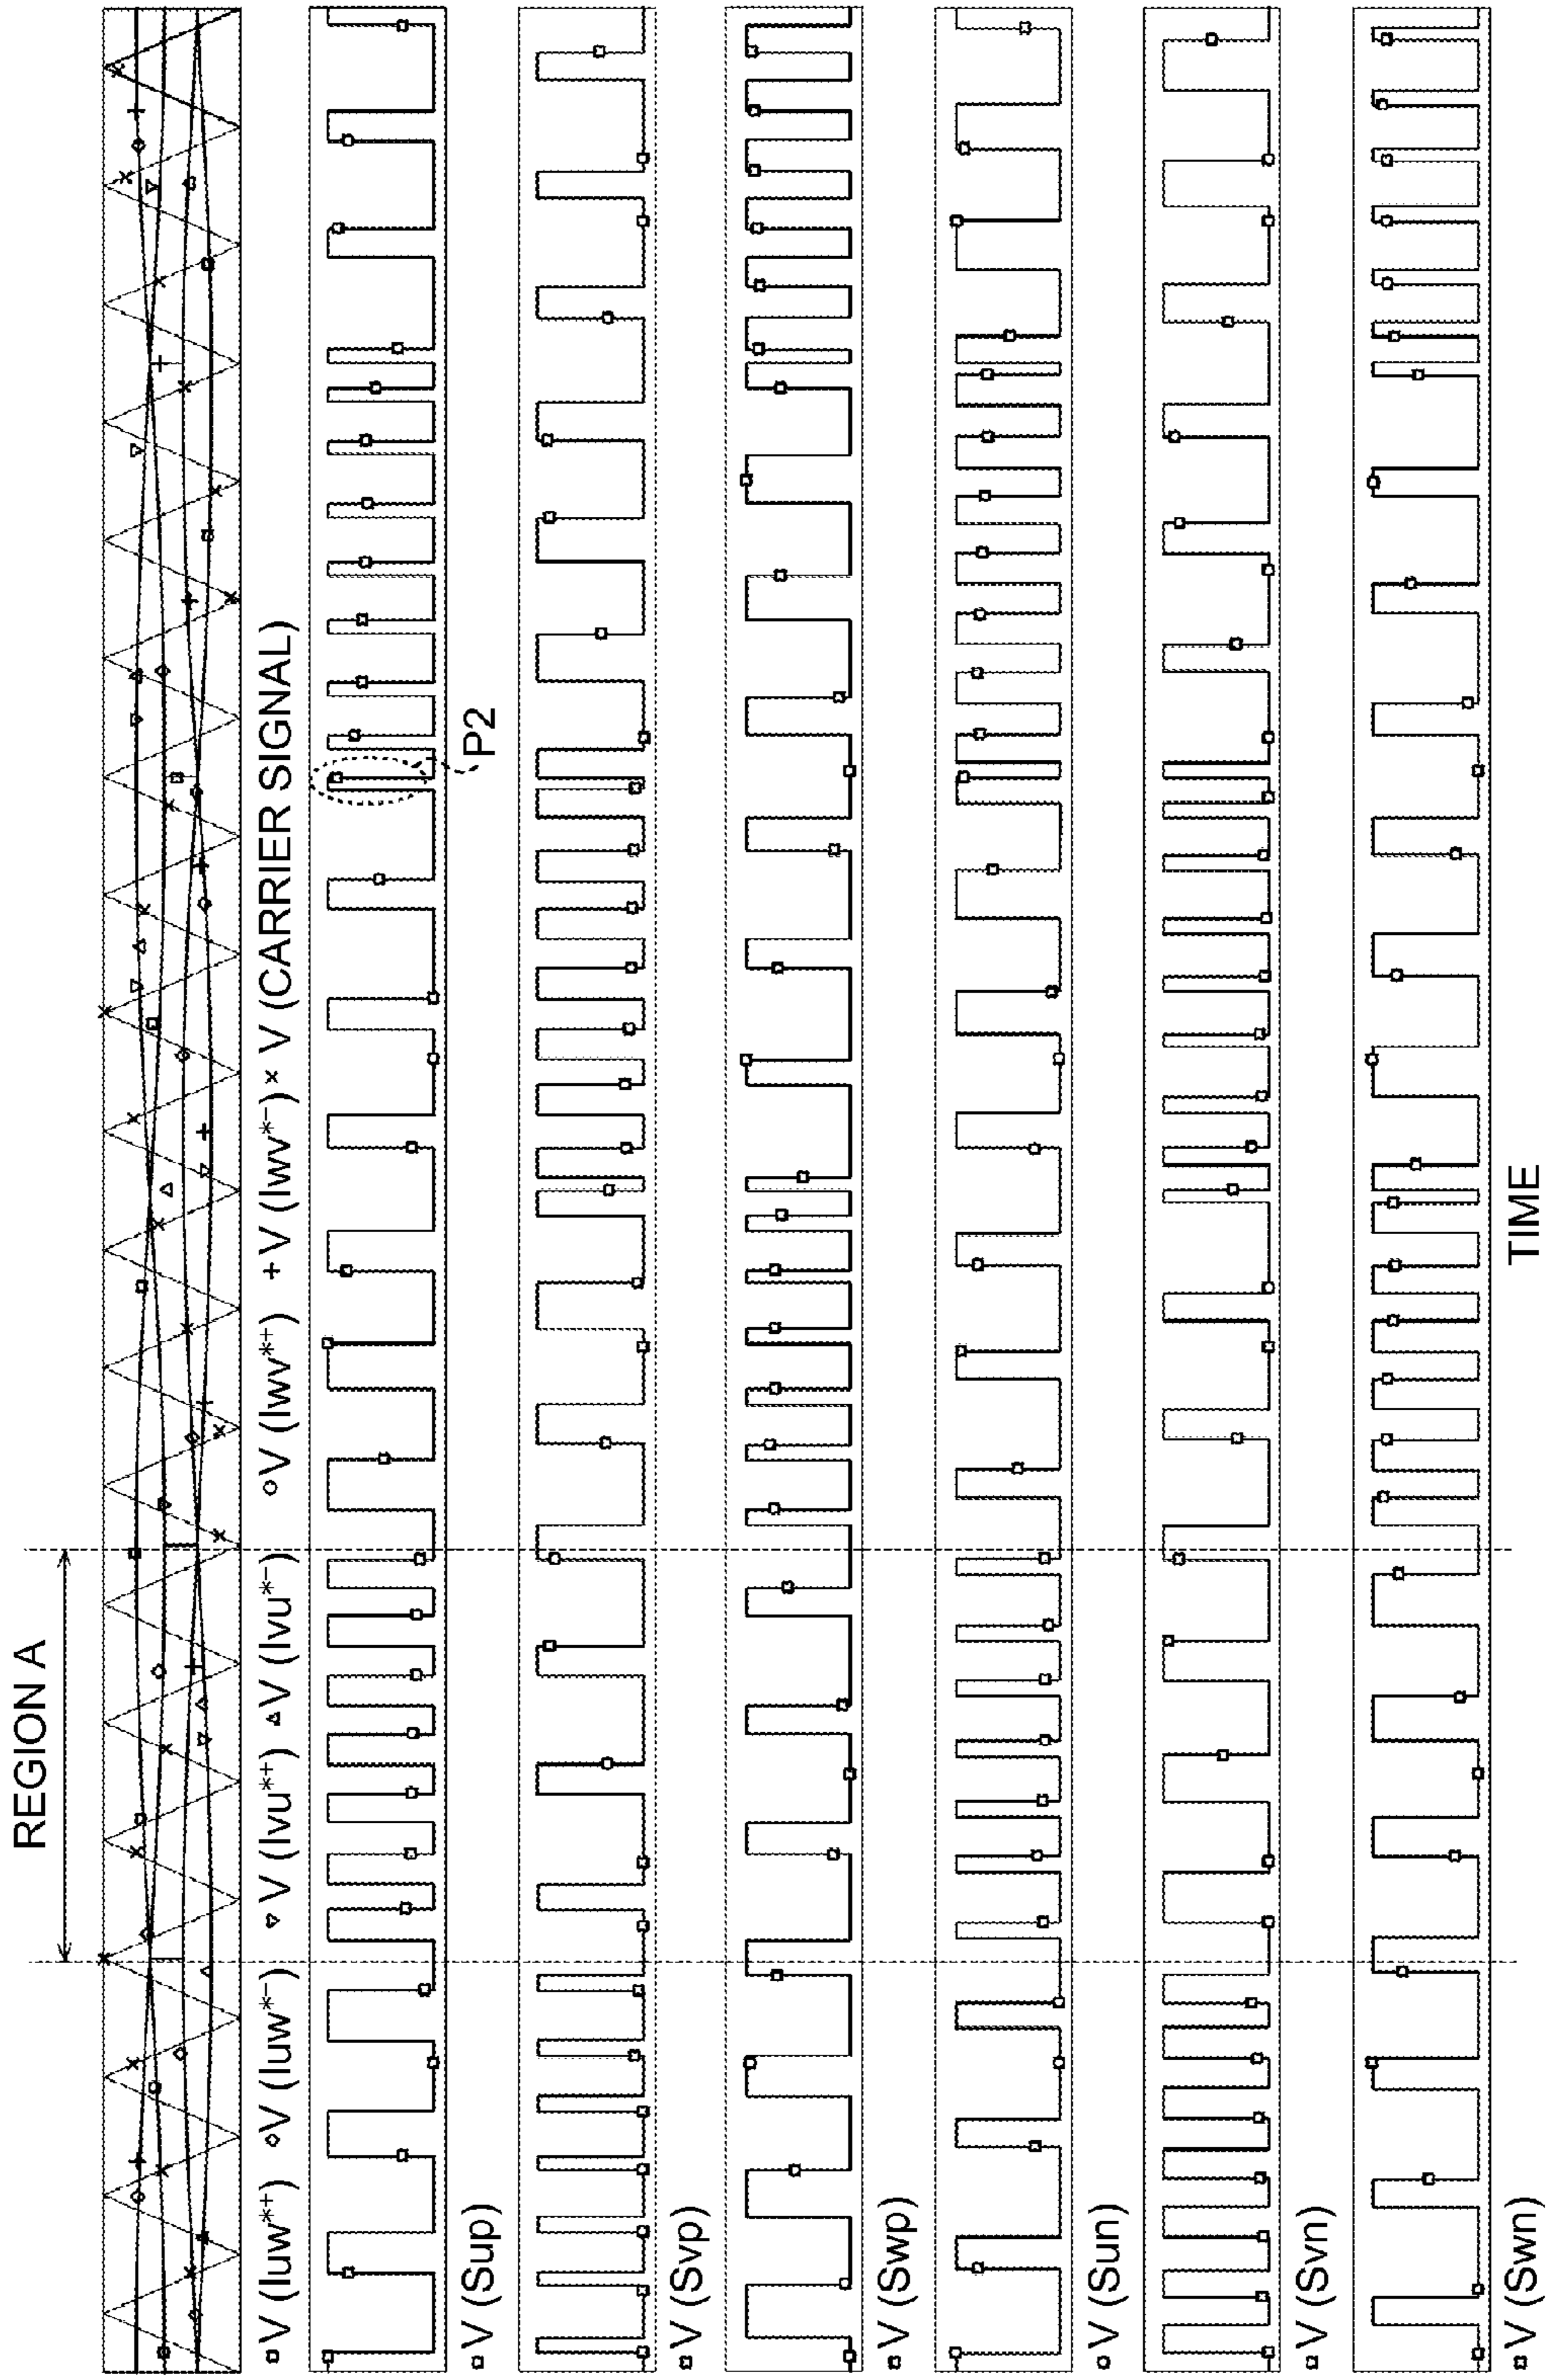 REGION A
V (Iuw*+) V (Iuw*−) V (Ivu*+) V (Ivu*−) V (Iwv*+) V (Iwv*−) V (CARRIER SIGNAL)
P2
V (Sup)
V (Svp)
V (Swp)
V (Sun)
V (Svn)
V (Swn)
TIME